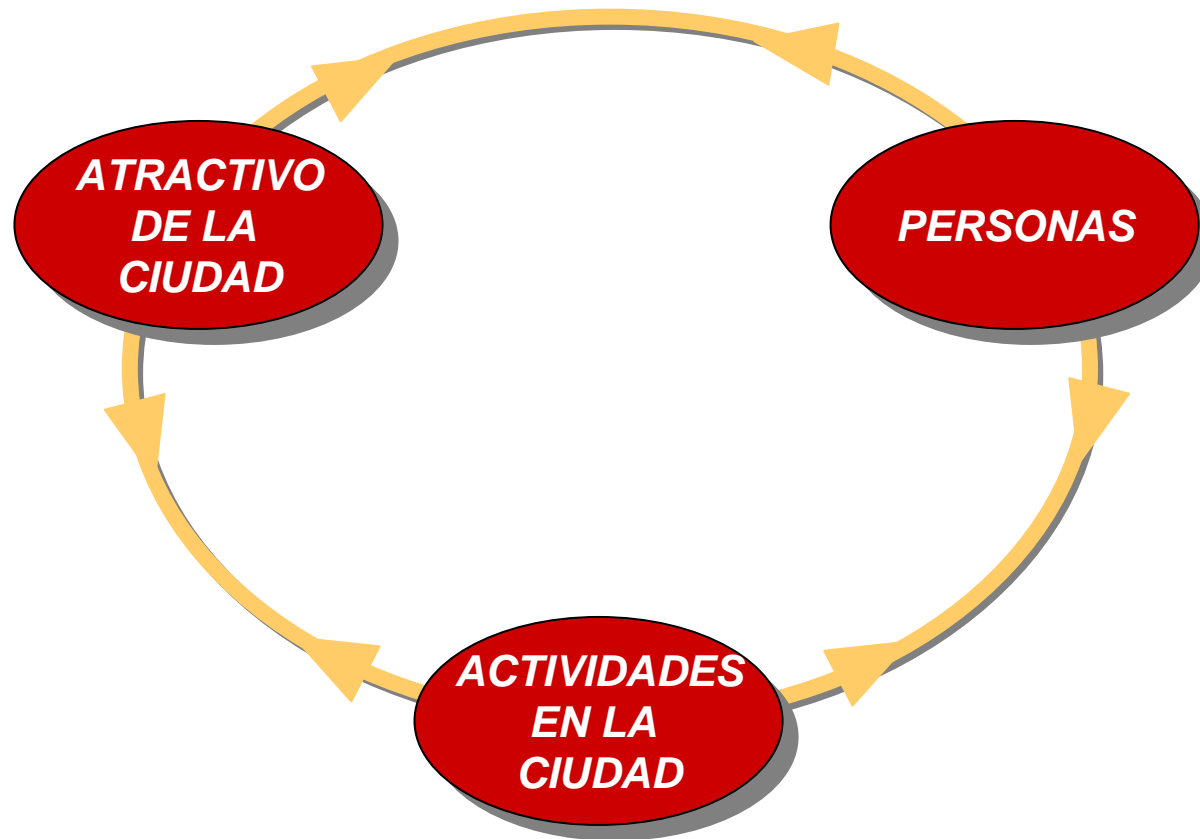 ATRACTIVO
DE LA
CIUDAD
PERSONAS
ACTIVIDADES
EN LA
CIUDAD